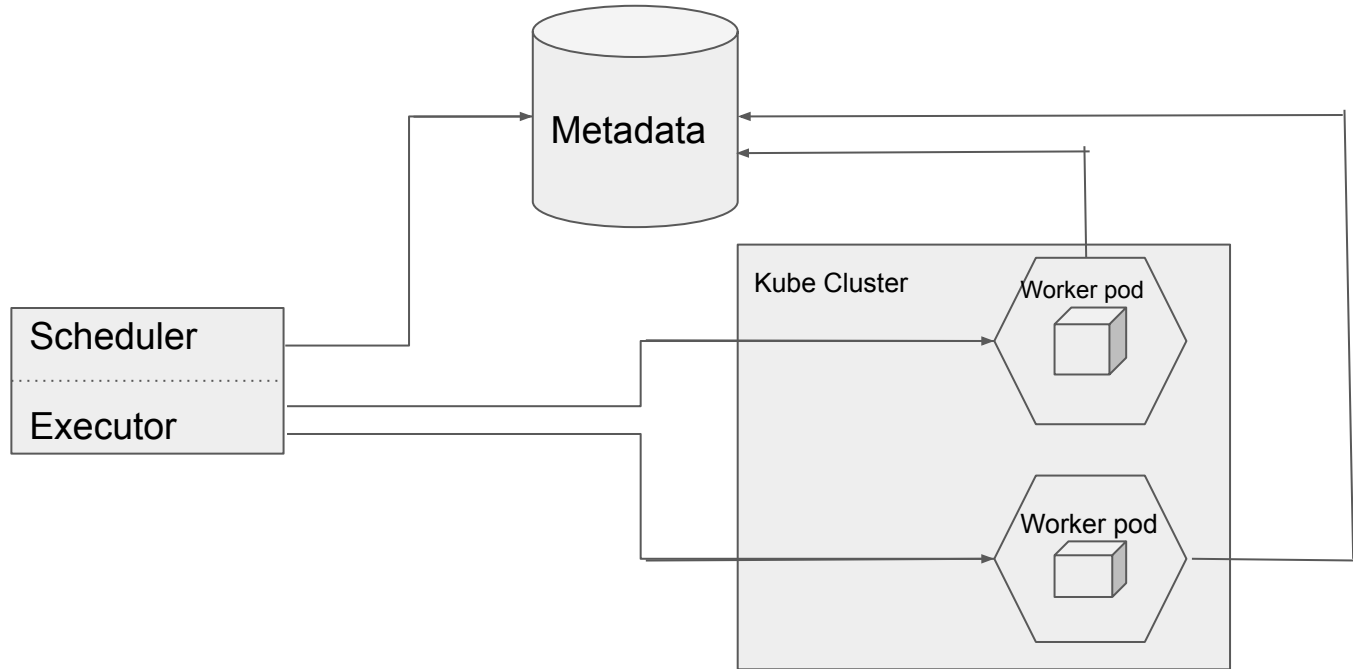 Metadata
Kube Cluster
Worker pod
Scheduler
Executor
Worker pod